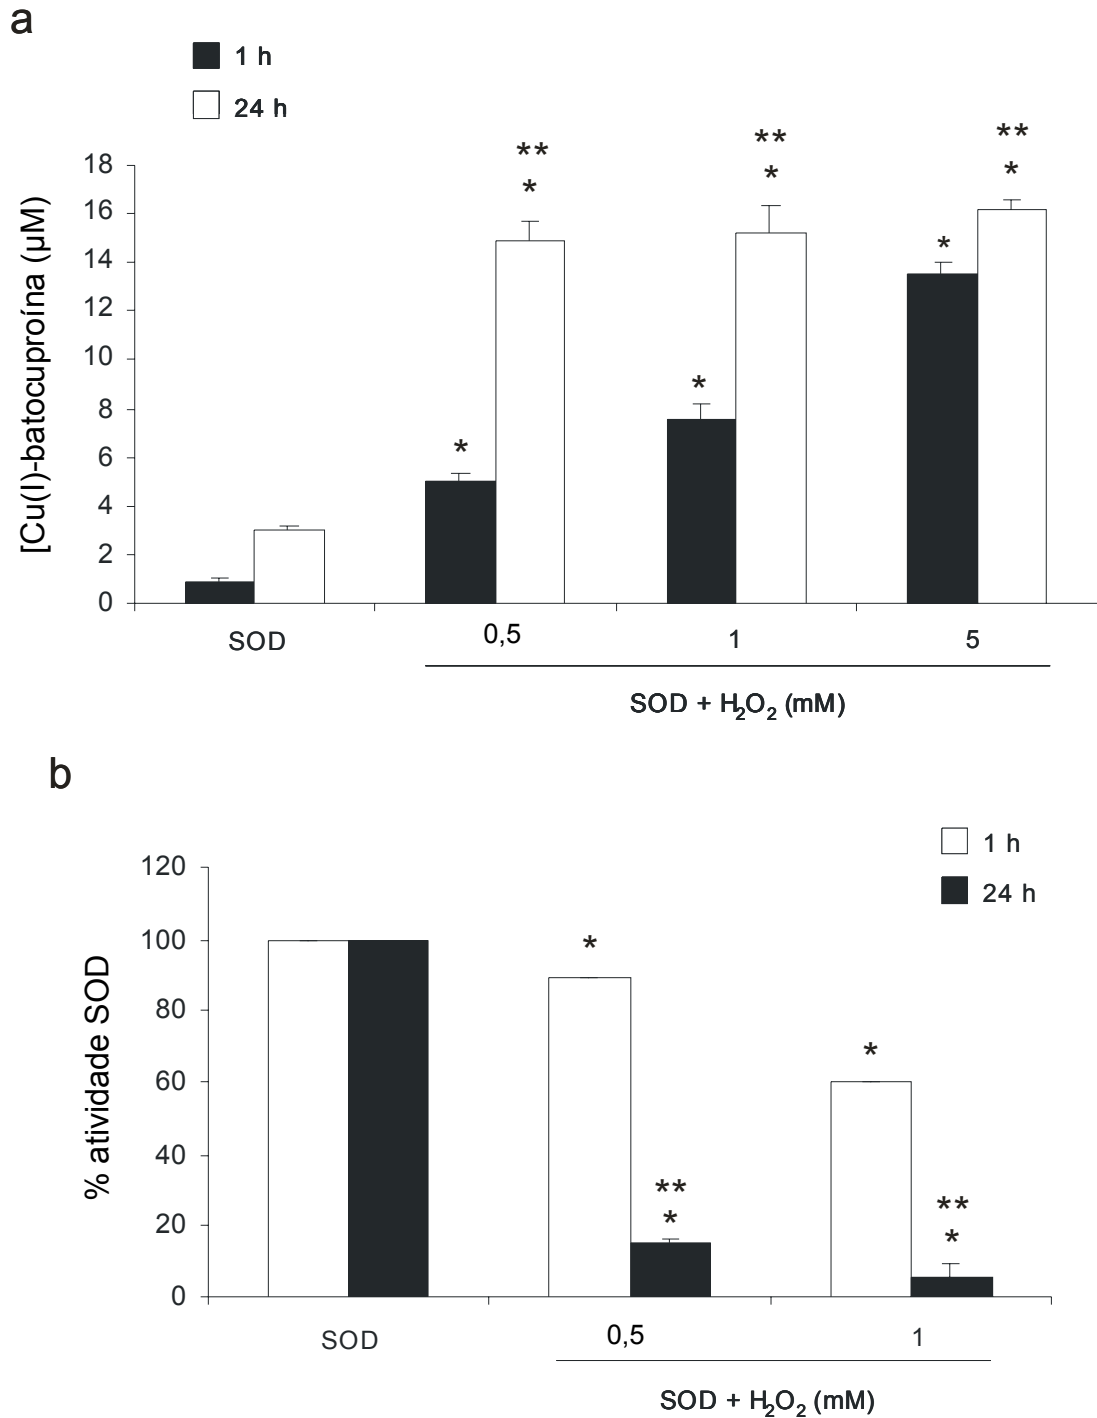 a
1 h
24 h
** ** **
* * *
* * *
[Cu(I)-batocuproína (µM)
18
16
14
12
10
8
6
4
2
0
SOD 0,5 1 5
SOD + H₂O₂ (mM)
b
1 h
24 h
% atividade SOD
120
100
80
60
40
20
0
* *
** **
* *
SOD 0,5 1
SOD + H₂O₂ (mM)